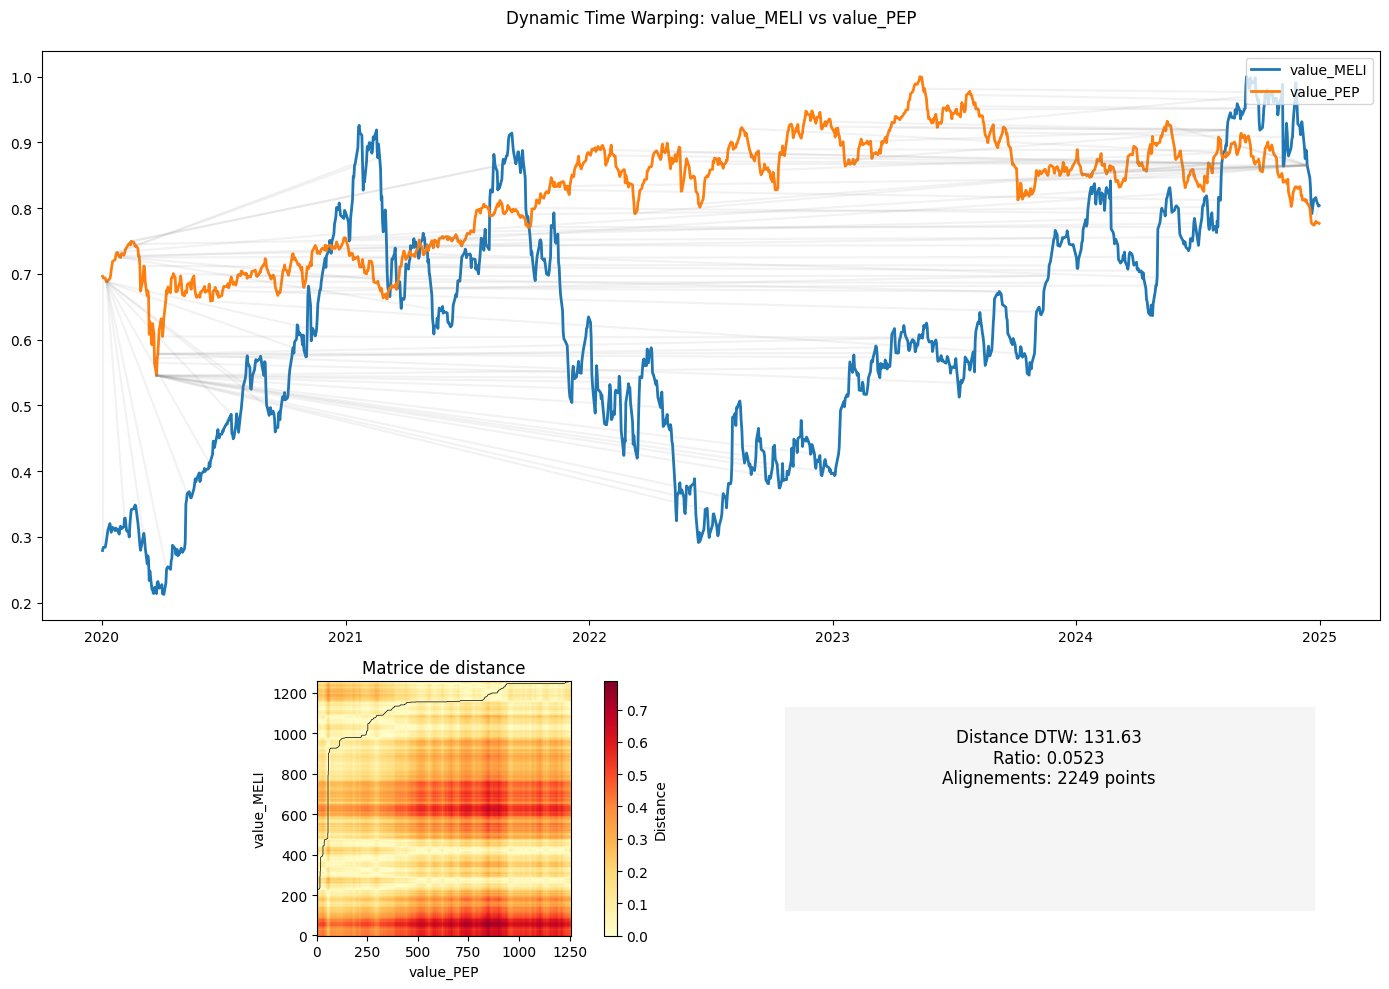 Dynamic Time Warping: value_MELI vs value_PEP
1.0
0.9
0.8
0.7
0.6
0.5
0.4
0.3
0.2
value_MELI
value_PEP
2020 2021 2022 2023 2024 2025
Matrice de distance
value_MELI
1200
1000
800
600
400
200
0
0 250 500 750 1000 1250
value_PEP
0.7
0.6
0.5
0.4
0.3
0.2
0.1
0.0
Distance
Distance DTW: 131.63
Ratio: 0.0523
Alignements: 2249 points